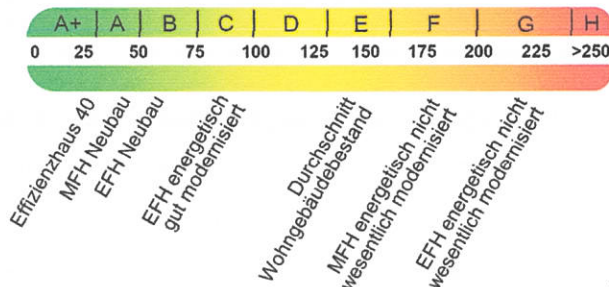 A+ A B C D E F G H
0 25 50 75 100 125 150 175 200 225 >250
Effizienzhaus 40
MFH Neubau
EFH Neubau
EFH energetisch
gut modernisiert
Durchschnitt
Wohngebäudebestand
MFH energetisch nicht
wesentlich modernisiert
EFH energetisch nicht
wesentlich modernisiert